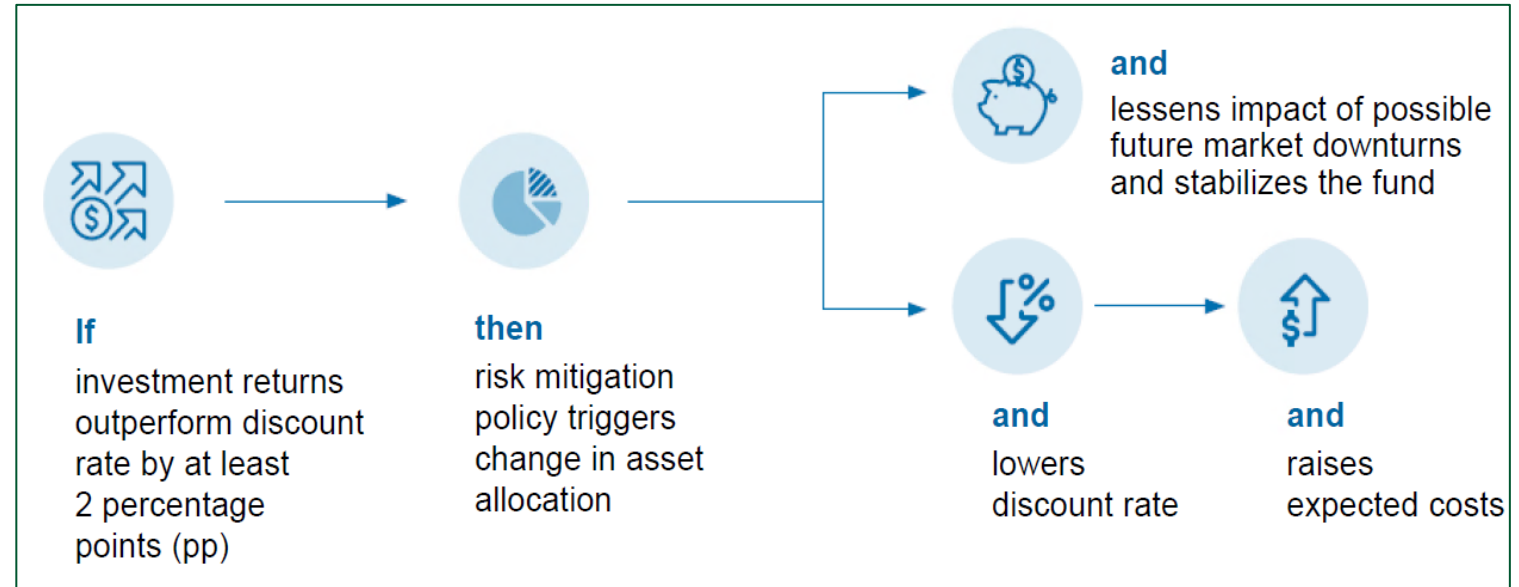 If
investment returns
outperform discount
rate by at least
2 percentage
points (pp)
then
risk mitigation
policy triggers
change in asset
allocation
and
lessens impact of possible
future market downturns
and stabilizes the fund
and
lowers
discount rate
and
raises
expected costs
$
$
%
$